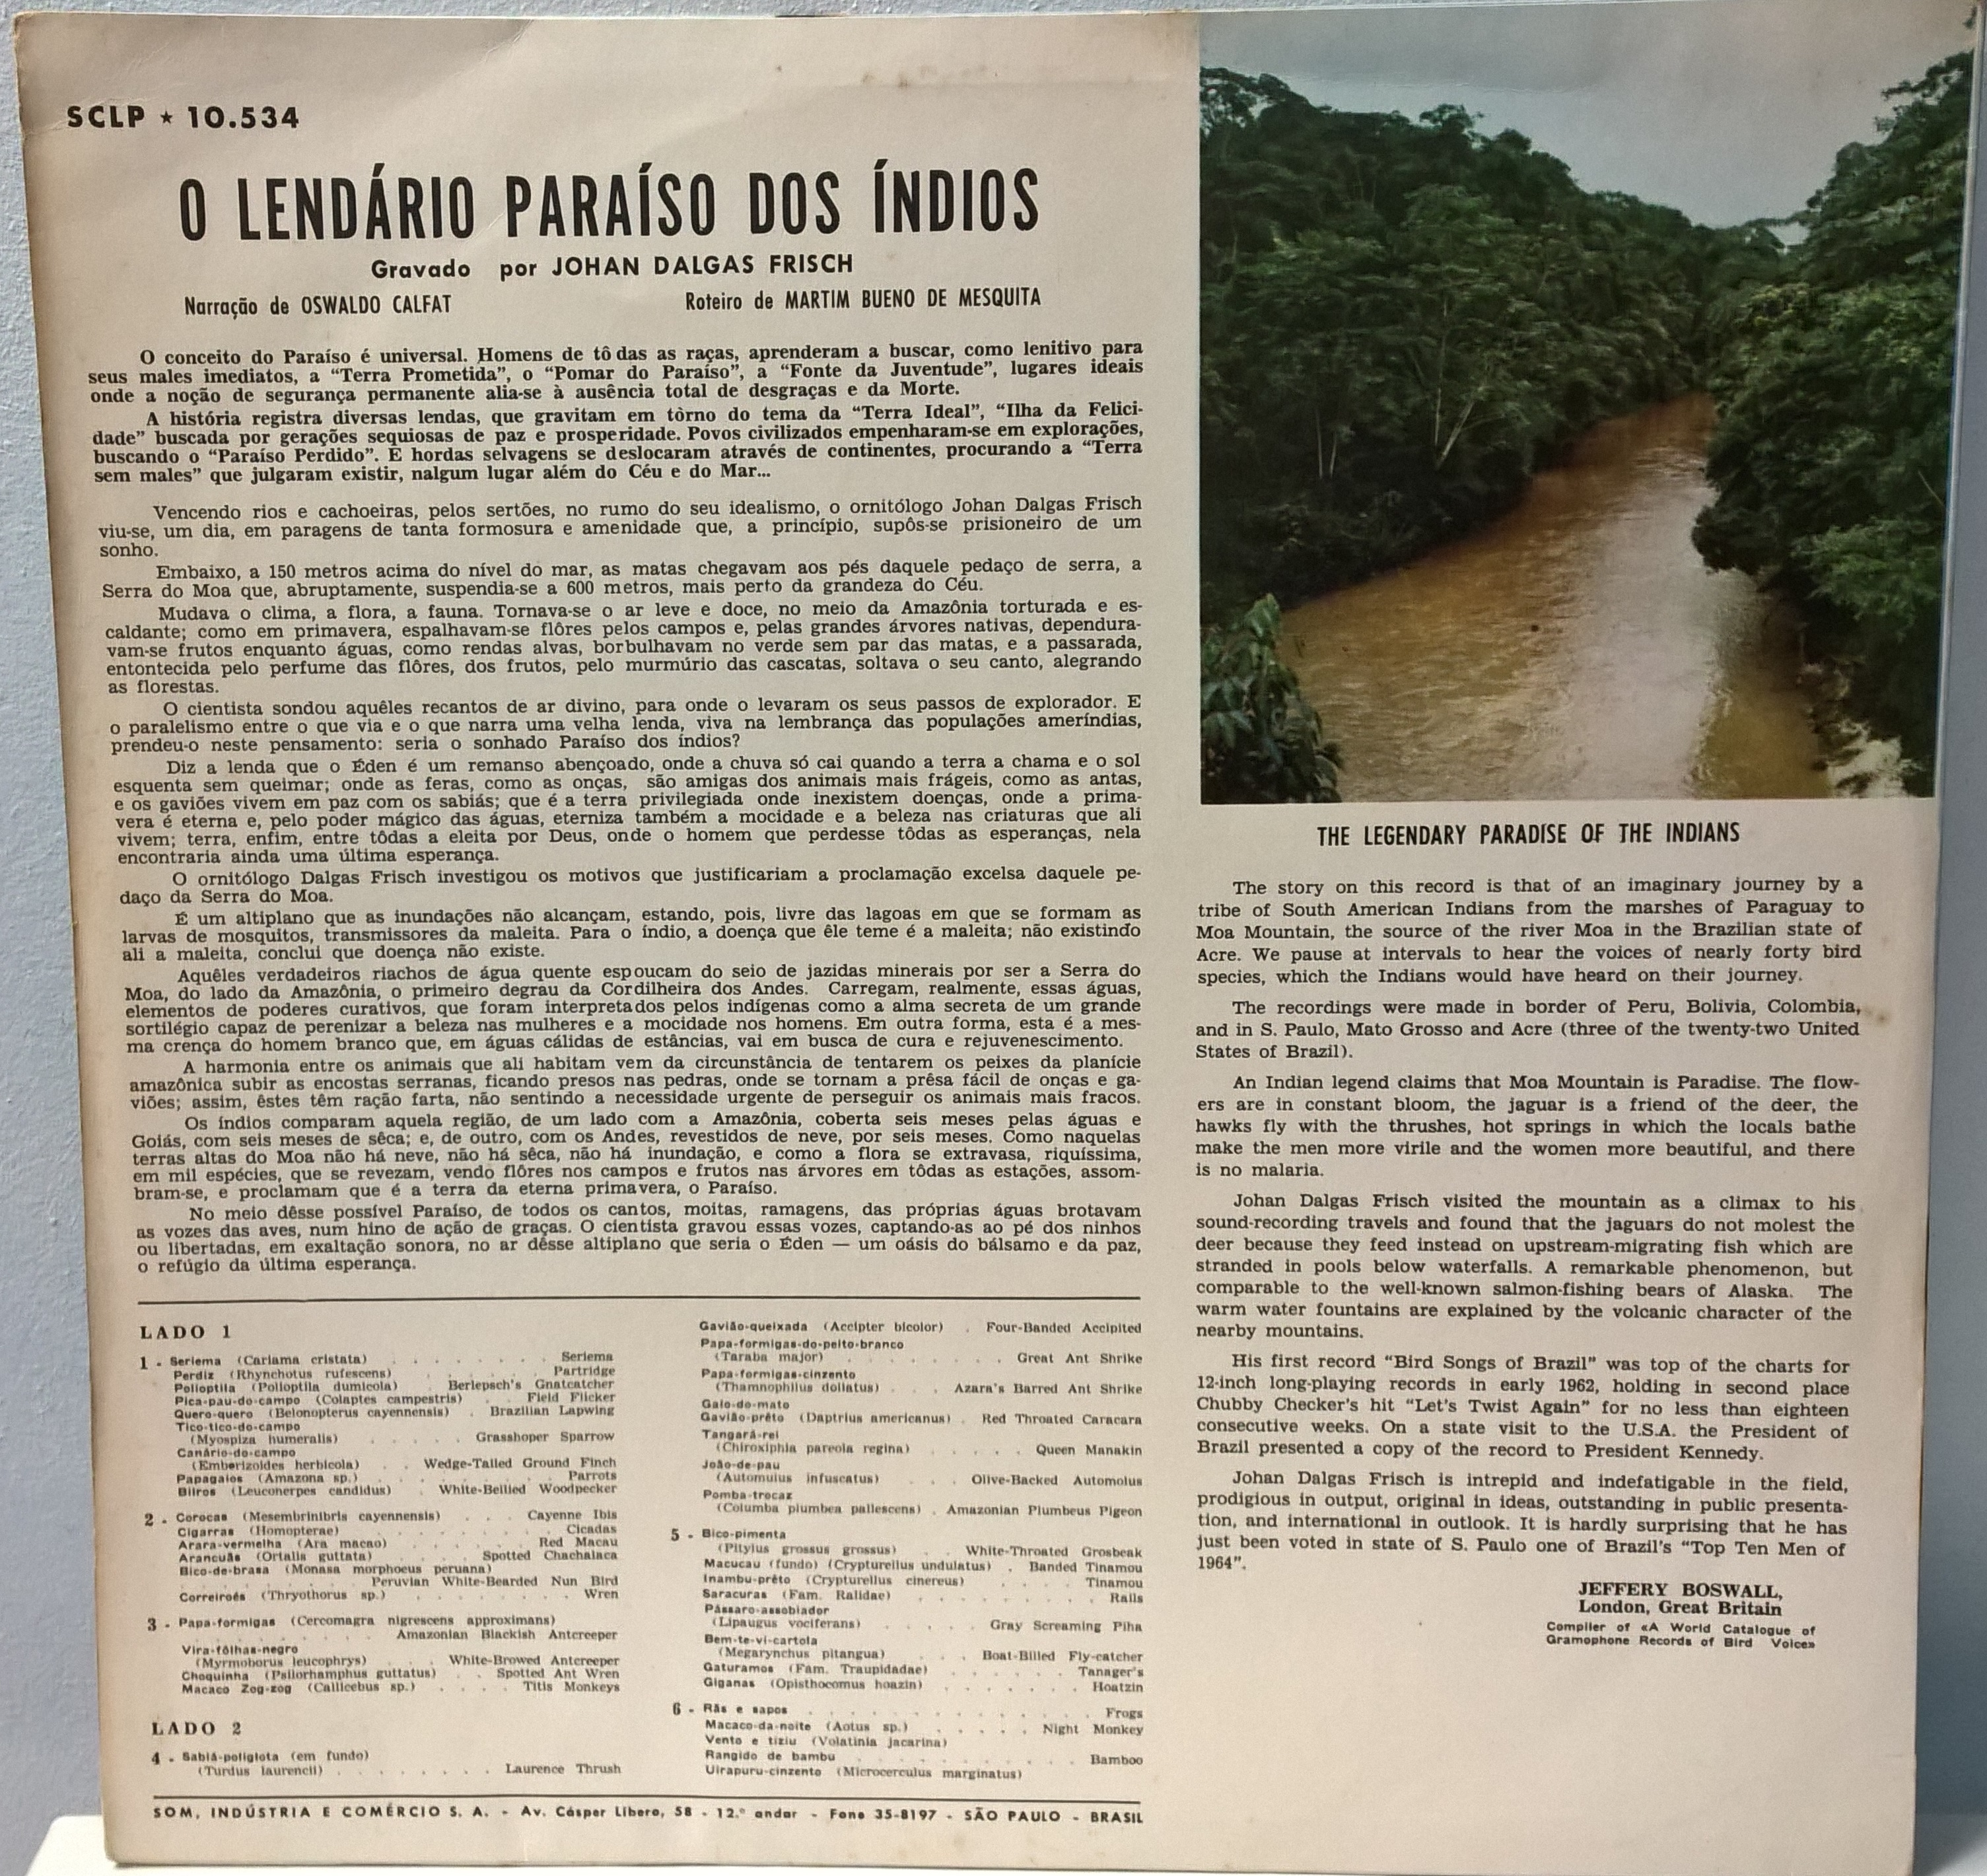 SCLP ★ 10.534
O LENDÁRIO PARAÍSO DOS ÍNDIOS
Gravado por JOHAN DALGAS FRISCH
Narração de OSWALDO CALFAT
Roteiro de MARTIM BUENO DE MESQUITA
O conceito do Paraíso é universal. Homens de tôdas as raças, aprenderam a buscar, como lenitivo para
seus males imediatos, a “Terra Prometida”, o “Pomar do Paraíso”, a “Fonte da Juventude”, lugares ideais
onde a noção de segurança permanente alia-se à ausência total de desgraças e da Morte.
A história registra diversas lendas, que gravitam em tôrno do tema da “Terra Ideal”, “Ilha da Felici-
dade” buscada por gerações sequiosas de paz e prosperidade. Povos civilizados empenharam-se em explorações,
buscando o “Paraíso Perdido”. E hordas selvagens se deslocaram através de continentes, procurando a “Terra
sem males” que julgaram existir, nalgum lugar além do Céu e do Mar...
Vencendo rios e cachoeiras, pelos sertões, no rumo do seu idealismo, o ornitólogo Johan Dalgas Frisch
viu-se, um dia, em paragens de tanta formosura e amenidade que, a princípio, supôs-se prisioneiro de um
sonho.
Embaixo, a 150 metros acima do nível do mar, as matas chegavam aos pés daquele pedaço de serra, a
Serra do Moa que, abruptamente, suspendia-se a 600 metros, mais perto da grandeza do Céu.
Mudava o clima, a flora, a fauna. Tornava-se o ar leve e doce, no meio da Amazônia torturada e es-
caldante; como em primavera, espalhavam-se flôres pelos campos e, pelas grandes árvores nativas, dependura-
vam-se frutos enquanto águas, como rendas alvas, borbulhavam no verde sem par das matas, e a passarada,
entontecida pelo perfume das flôres, dos frutos, pelo murmúrio das cascatas, soltava o seu canto, alegrando
as florestas.
O cientista sondou aquêles recantos de ar divino, para onde o levaram os seus passos de explorador. E
o paralelismo entre o que via e o que narra uma velha lenda, viva na lembrança das populações ameríndias,
prendeu-o neste pensamento: seria o sonhado Paraíso dos índios?
Diz a lenda que o Éden é um remanso abençoado, onde a chuva só cai quando a terra a chama e o sol
esquenta sem queimar; onde as feras, como as onças, são amigas dos animais mais frágeis, como as antas,
e os gaviões vivem em paz com os sabiás; que é a terra privilegiada onde inexistem doenças, onde a prima-
vera é eterna e, pelo poder mágico das águas, eterniza também a mocidade e a beleza nas criaturas que ali
vivem; terra, enfim, entre tôdas a eleita por Deus, onde o homem que perdesse tôdas as esperanças, nela
encontraria ainda uma última esperança.
O ornitólogo Dalgas Frisch investigou os motivos que justificariam a proclamação excelsa daquele pe-
daço da Serra do Moa.
É um altiplano que as inundações não alcançam, estando, pois, livre das lagoas em que se formam as
larvas de mosquitos, transmissores da maleita. Para o índio, a doença que êle teme é a maleita; não existindo
ali a maleita, conclui que doença não existe.
Aquêles verdadeiros riachos de água quente espoucam do seio de jazidas minerais por ser a Serra do
Moa, do lado da Amazônia, o primeiro degrau da Cordilheira dos Andes. Carregam, realmente, essas águas,
elementos de poderes curativos, que foram interpretados pelos indígenas como a alma secreta de um grande
sortilégio capaz de perenizar a beleza nas mulheres e a mocidade nos homens. Em outra forma, esta é a mes-
ma crença do homem branco que, em águas cálidas de estâncias, vai em busca de cura e rejuvenescimento.
A harmonia entre os animais que ali habitam vem da circunstância de tentarem os peixes da planície
amazônica subir as encostas serranas, ficando presos nas pedras, onde se tornam a prêsa fácil de onças e ga-
viões; assim, êstes têm ração farta, não sentindo a necessidade urgente de perseguir os animais mais fracos.
Os índios comparam aquela região, de um lado com a Amazônia, coberta seis meses pelas águas e
Goiás, com seis meses de sêca; e, de outro, com os Andes, revestidos de neve, por seis meses. Como naquelas
terras altas do Moa não há neve, não há sêca, não há inundação, e como a flora se extravasa, riquíssima,
em mil espécies, que se revezam, vendo flôres nos campos e frutos nas árvores em tôdas as estações, assom-
bram-se, e proclamam que é a terra da eterna primavera, o Paraíso.
No meio dêsse possível Paraíso, de todos os cantos, moitas, ramagens, das próprias águas brotavam
as vozes das aves, num hino de ação de graças. O cientista gravou essas vozes, captando-as ao pé dos ninhos
ou libertadas, em exaltação sonora, no ar dêsse altiplano que seria o Éden — um oásis do bálsamo e da paz,
o refúgio da última esperança.
LADO 1
1 - Seriema (Cariama cristata) . . . . . . Seriema
Perdiz (Rhynchotus rufescens) . . . . . Partridge
Polioptila (Polioptila dumicola) . Berlepsch's Gnatcatcher
Pica-pau-do-campo (Colaptes campestris) . . Field Flicker
Quero-quero (Belonopterus cayennensis) . Brazilian Lapwing
Tico-tico-do-campo
(Myospiza humeralis) . . . . . Grasshoper Sparrow
Canário-do-campo
(Emberizoides herbicola) . . Wedge-Tailed Ground Finch
Papagaios (Amazona sp.) . . . . . . . Parrots
Bilros (Leuconerpes candidus) . White-Bellied Woodpecker
2 - Corocas (Mesembrinibris cayennensis) . . . Cayenne Ibis
Cigarras (Homopterae) . . . . . . . Cicadas
Arara-vermelha (Ara macao) . . . . . Red Macau
Arancuãs (Ortalis guttata) . . . Spotted Chachalaca
Bico-de-brasa (Monasa morphoeus peruana)
Peruvian White-Bearded Nun Bird
Correiroés (Thryothorus sp.) . . . . . . . Wren
3 - Papa-formigas (Cercomagra nigrescens approximans)
. . . . . Amazonian Blackish Antcreeper
Vira-fôlhas-negro
(Myrmoborus leucophrys) . . . White-Browed Antcreeper
Choquinha (Psilorhamphus guttatus) . . Spotted Ant Wren
Macaco Zog-zog (Callicebus sp.) . . . . Titis Monkeys
LADO 2
4 - Sabiá-poliglota (em fundo)
(Turdus laurencii) . . . . . . . Laurence Thrush
Gavião-queixada (Accipter bicolor) . Four-Banded Accipited
Papa-formigas-do-peito-branco
(Taraba major) . . . . . . . Great Ant Shrike
Papa-formigas-cinzento
(Thamnophilus doliatus) . . . Azara's Barred Ant Shrike
Galo-do-mato
Gavião-prêto (Daptrius americanus) . Red Throated Caracara
Tangará-rei
(Chiroxiphia pareola regina) . . . . . Queen Manakin
João-de-pau
(Automulus infuscatus) . . . Olive-Backed Automolus
Pomba-trocaz
(Columba plumbea pallescens) . Amazonian Plumbeus Pigeon
5 - Bico-pimenta
(Pitylus grossus grossus) . . . White-Throated Grosbeak
Macucau (fundo) (Crypturellus undulatus) . Banded Tinamou
Inambu-prêto (Crypturellus cinereus) . . . . Tinamou
Saracuras (Fam. Ralidae) . . . . . . . . Rails
Pássaro-assobiador
(Lipaugus vociferans) . . . . . Gray Screaming Piha
Bem-te-vi-cartola
(Megarynchus pitangua) . . . Boat-Billed Fly-catcher
Gaturamos (Fam. Traupidadae) . . . . . . Tanager's
Ciganas (Opisthocomus hoazin) . . . . . . Hoatzin
6 - Rãs e sapos . . . . . . . . . . . Frogs
Macaco-da-noite (Aotus sp.) . . . . . Night Monkey
Vento e tiziu (Volatinia jacarina)
Rangido de bambu . . . . . . . . . Bamboo
Uirapuru-cinzento (Microcerculus marginatus)
SOM, INDÚSTRIA E COMÉRCIO S. A. - Av. Cásper Líbero, 58 - 12.º andar - Fone 35-8197 - SÃO PAULO - BRASIL
THE LEGENDARY PARADISE OF THE INDIANS
The story on this record is that of an imaginary journey by a
tribe of South American Indians from the marshes of Paraguay to
Moa Mountain, the source of the river Moa in the Brazilian state of
Acre. We pause at intervals to hear the voices of nearly forty bird
species, which the Indians would have heard on their journey.
The recordings were made in border of Peru, Bolivia, Colombia,
and in S. Paulo, Mato Grosso and Acre (three of the twenty-two United
States of Brazil).
An Indian legend claims that Moa Mountain is Paradise. The flow-
ers are in constant bloom, the jaguar is a friend of the deer, the
hawks fly with the thrushes, hot springs in which the locals bathe
make the men more virile and the women more beautiful, and there
is no malaria.
Johan Dalgas Frisch visited the mountain as a climax to his
sound-recording travels and found that the jaguars do not molest the
deer because they feed instead on upstream-migrating fish which are
stranded in pools below waterfalls. A remarkable phenomenon, but
comparable to the well-known salmon-fishing bears of Alaska. The
warm water fountains are explained by the volcanic character of the
nearby mountains.
His first record “Bird Songs of Brazil” was top of the charts for
12-inch long-playing records in early 1962, holding in second place
Chubby Checker's hit “Let's Twist Again” for no less than eighteen
consecutive weeks. On a state visit to the U.S.A. the President of
Brazil presented a copy of the record to President Kennedy.
Johan Dalgas Frisch is intrepid and indefatigable in the field,
prodigious in output, original in ideas, outstanding in public presenta-
tion, and international in outlook. It is hardly surprising that he has
just been voted in state of S. Paulo one of Brazil's “Top Ten Men of
1964”.
JEFFERY BOSWALL,
London, Great Britain
Compiler of «A World Catalogue of
Gramophone Records of Bird Voice»